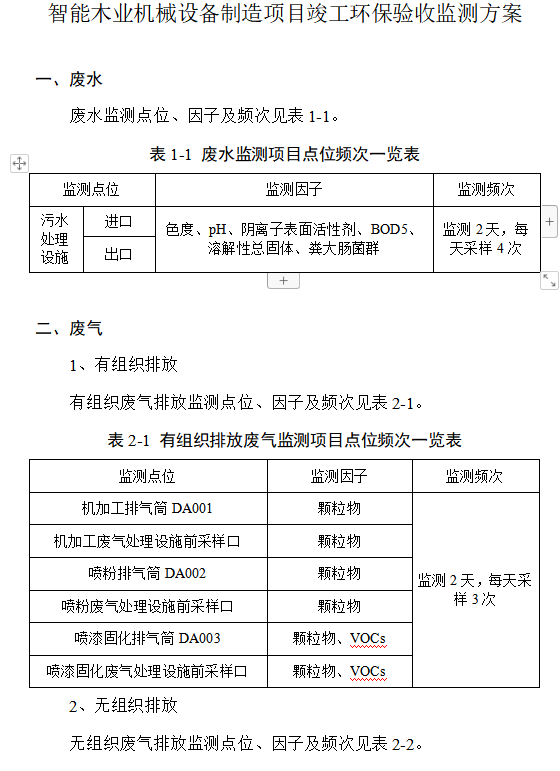 智能木业机械设备制造项目竣工环保验收监测方案
一、废水
废水监测点位、因子及频次见表 1-1。
表 1-1 废水监测项目点位频次一览表
监测点位 监测因子 监测频次
污水处理设施 进口 色度、pH、阴离子表面活性剂、BOD5、溶解性总固体、粪大肠菌群 监测 2 天，每天采样 4 次
出口
二、废气
1、有组织排放
有组织废气排放监测点位、因子及频次见表 2-1。
表 2-1 有组织排放废气监测项目点位频次一览表
监测点位 监测因子 监测频次
机加工排气筒 DA001 颗粒物 监测 2 天，每天采样 3 次
机加工废气处理设施前采样口 颗粒物
喷粉排气筒 DA002 颗粒物
喷粉废气处理设施前采样口 颗粒物
喷漆固化排气筒 DA003 颗粒物、VOCs
喷漆固化废气处理设施前采样口 颗粒物、VOCs
2、无组织排放
无组织废气排放监测点位、因子及频次见表 2-2。